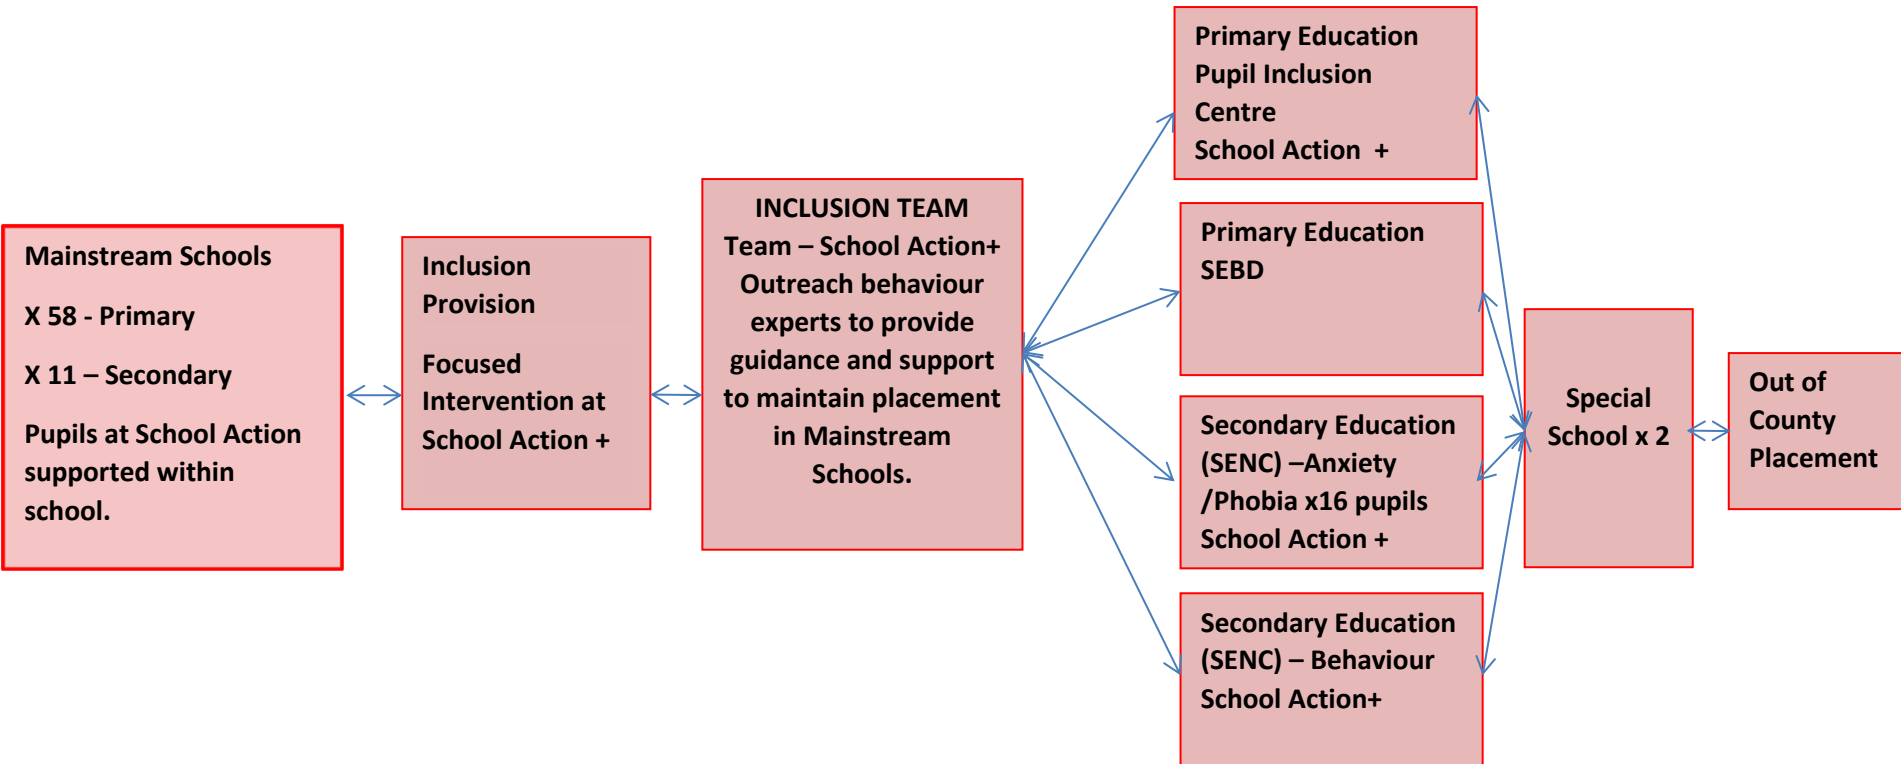 Mainstream Schools
X 58 - Primary
X 11 – Secondary
Pupils at School Action
supported within
school.
Inclusion
Provision
Focused
Intervention at
School Action +
INCLUSION TEAM
Team – School Action+
Outreach behaviour
experts to provide
guidance and support
to maintain placement
in Mainstream
Schools.
Primary Education
Pupil Inclusion
Centre
School Action  +
Primary Education
SEBD
Secondary Education
(SENC) –Anxiety
/Phobia x16 pupils
School Action +
Secondary Education
(SENC) – Behaviour
School Action+
Special
School x 2
Out of
County
Placement